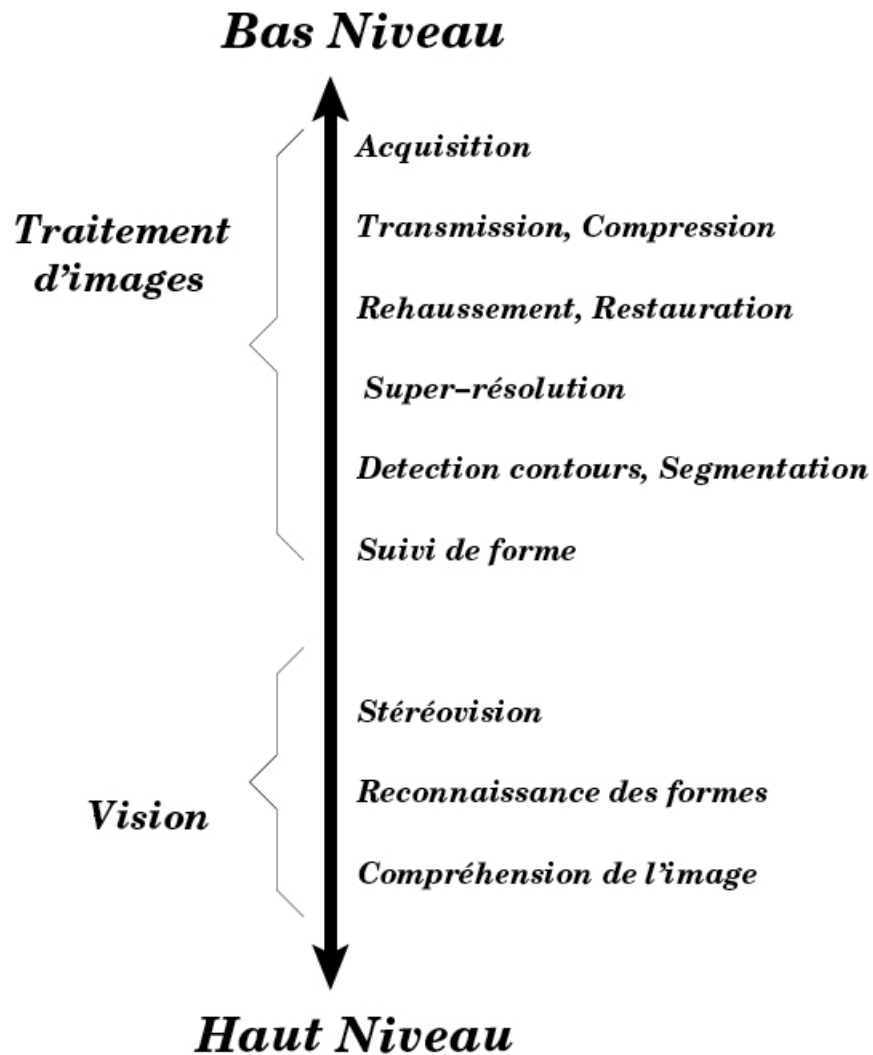 Bas Niveau
Acquisition
Traitement
d'images
Transmission, Compression
Rehaussement, Restauration
Super-résolution
Detection contours, Segmentation
Suivi de forme
Stéréovision
Reconnaissance des formes
Vision
Compréhension de l'image
Haut Niveau